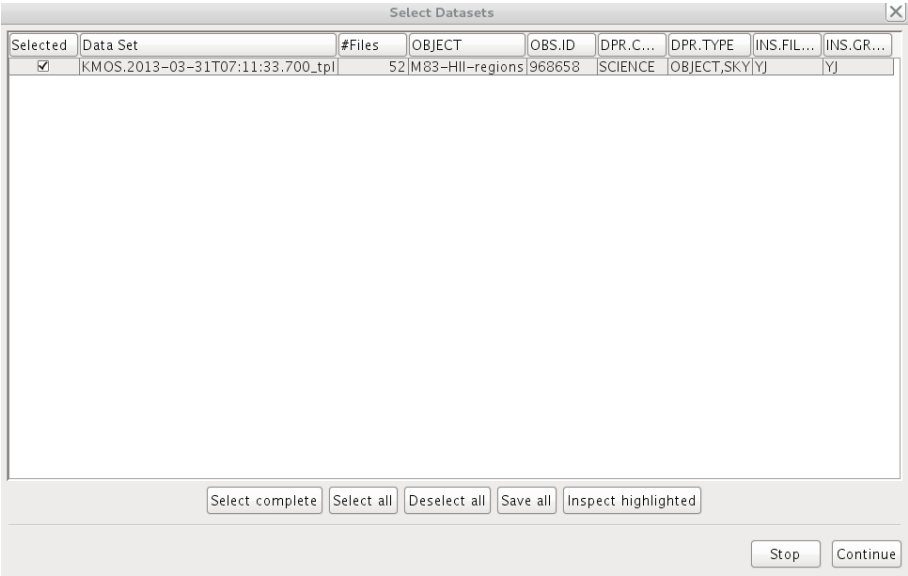 Select Datasets
Selected Data Set #Files OBJECT OBS.ID DPR.C... DPR.TYPE INS.FIL... INS.GR...
KMOS.2013-03-31T07:11:33.700_tpl 52 M83-HII-regions 968658 SCIENCE OBJECT,SKY YJ YJ
Select complete Select all Deselect all Save all Inspect highlighted
Stop Continue